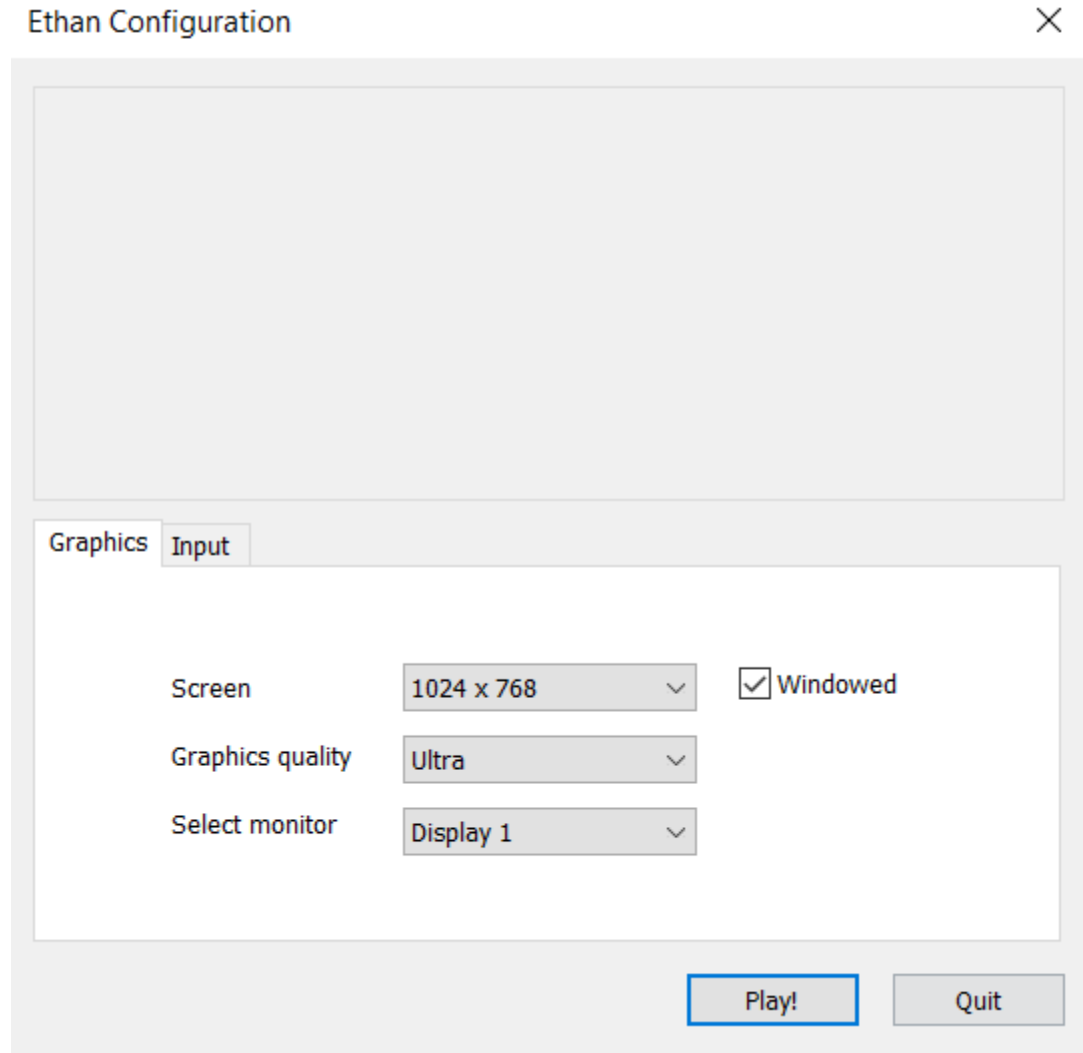 Ethan Configuration
Graphics
Input
Screen
1024 x 768
Windowed
Graphics quality
Ultra
Select monitor
Display 1
Play!
Quit